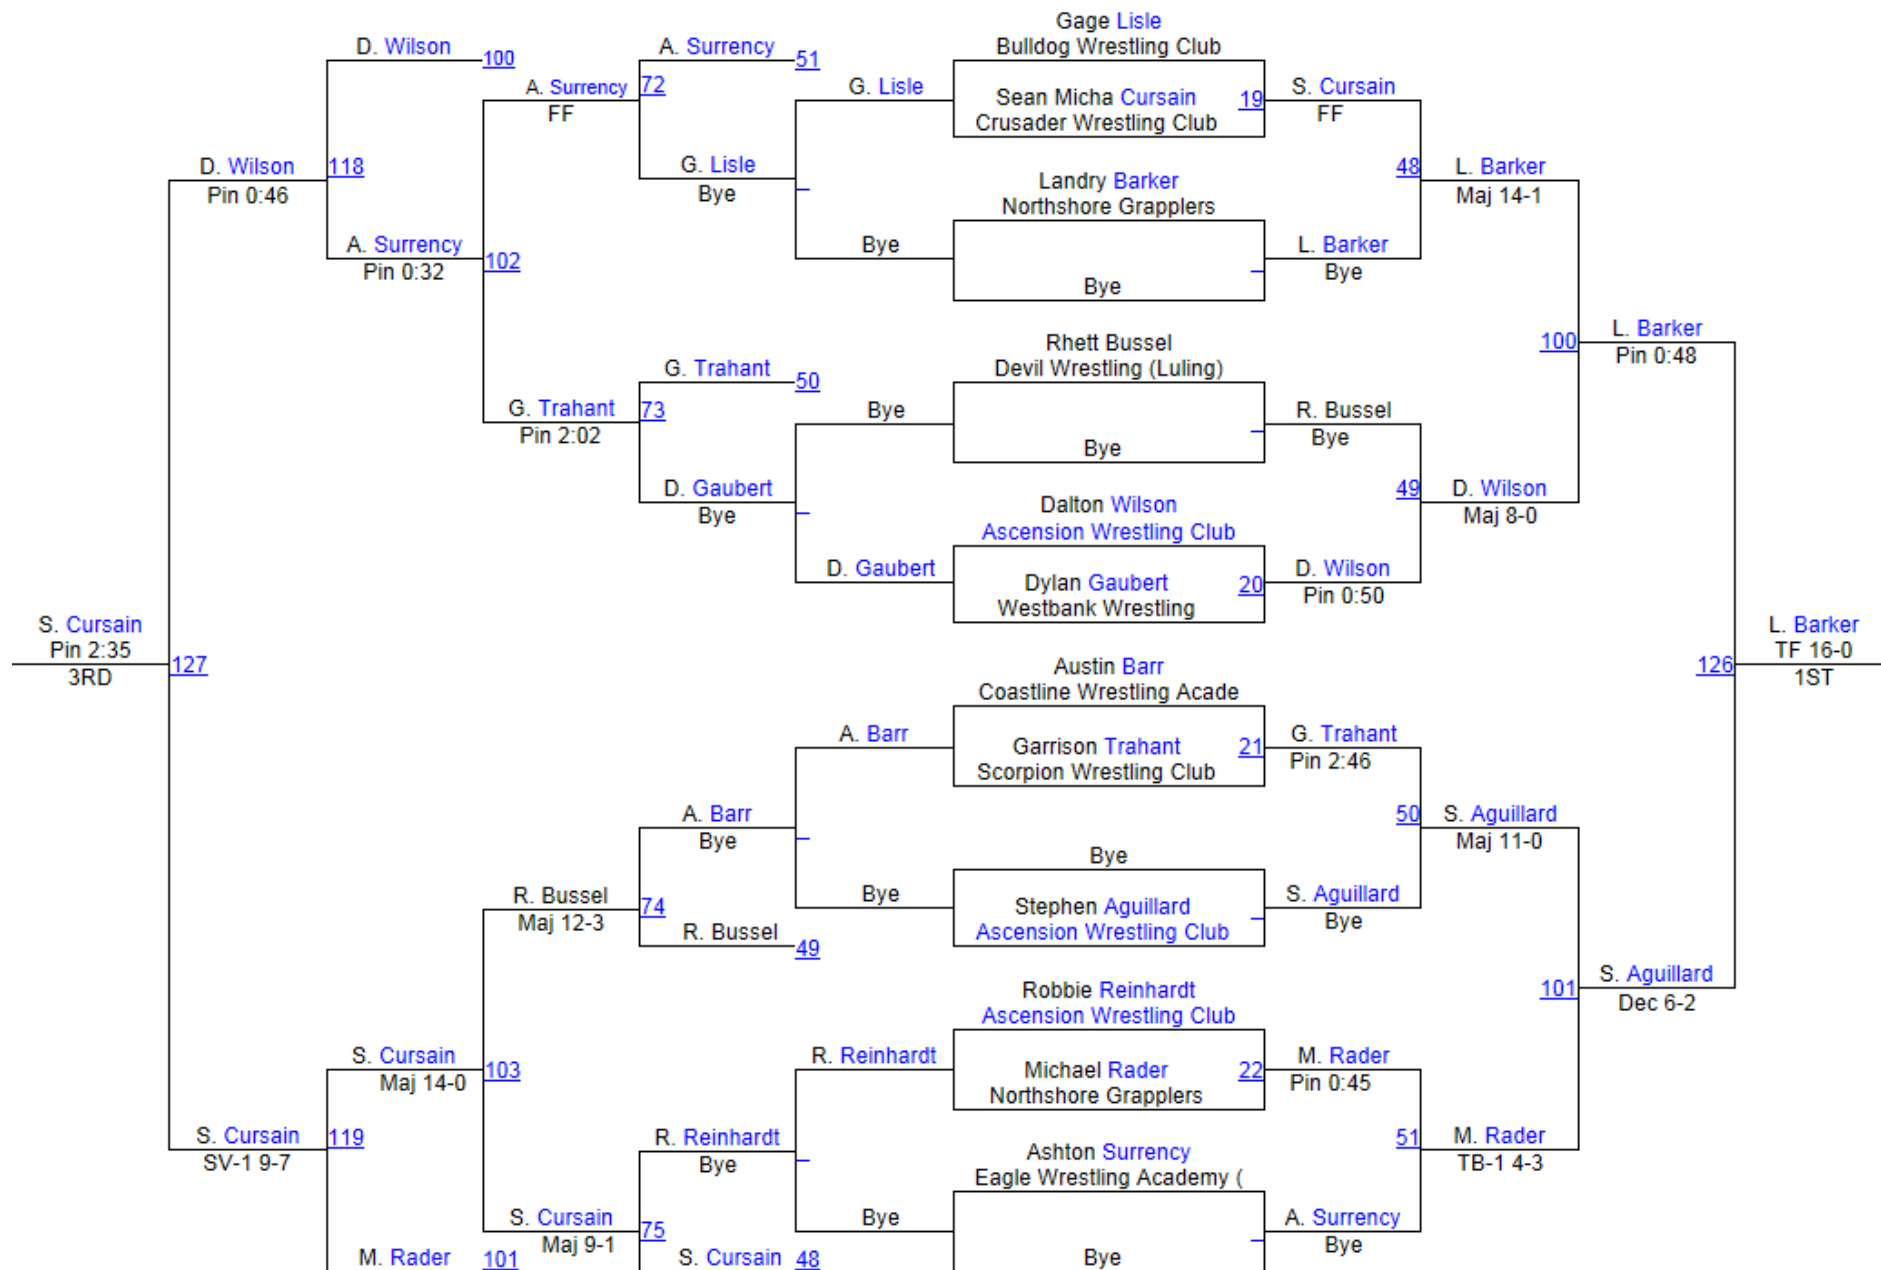 Gage Lisle
D. Wilson
A. Surrency
Bulldog Wrestling Club
100
51
A. Surrency
72
G. Lisle
Sean Micha Cursain
19
S. Cursain
FF
Crusader Wrestling Club
FF
D. Wilson
118
G. Lisle
48
L. Barker
Pin 0:46
Bye
Landry Barker
Maj 14-1
Northshore Grapplers
A. Surrency
Bye
L. Barker
Pin 0:32
102
Bye
Bye
Rhett Bussel
100
L. Barker
G. Trahant
Devil Wrestling (Luling)
Pin 0:48
50
G. Trahant
73
Bye
R. Bussel
Pin 2:02
Bye
Bye
D. Gaubert
49
D. Wilson
Bye
Dalton Wilson
Maj 8-0
Ascension Wrestling Club
D. Gaubert
Dylan Gaubert
20
D. Wilson
Westbank Wrestling
Pin 0:50
S. Cursain
L. Barker
Pin 2:35
127
Austin Barr
126
TF 16-0
3RD
Coastline Wrestling Acade
1ST
A. Barr
Garrison Trahant
21
G. Trahant
Scorpion Wrestling Club
Pin 2:46
A. Barr
50
S. Aguillard
Bye
Bye
Maj 11-0
R. Bussel
74
Bye
Stephen Aguillard
S. Aguillard
Maj 12-3
R. Bussel
Ascension Wrestling Club
Bye
49
Robbie Reinhardt
101
S. Aguillard
Ascension Wrestling Club
Dec 6-2
S. Cursain
103
R. Reinhardt
Michael Rader
22
M. Rader
Maj 14-0
Northshore Grapplers
Pin 0:45
S. Cursain
119
R. Reinhardt
51
M. Rader
SV-1 9-7
Bye
Ashton Surrency
TB-1 4-3
Eagle Wrestling Academy (
S. Cursain
75
Bye
A. Surrency
Maj 9-1
Bye
M. Rader
101
S. Cursain
48
Bye